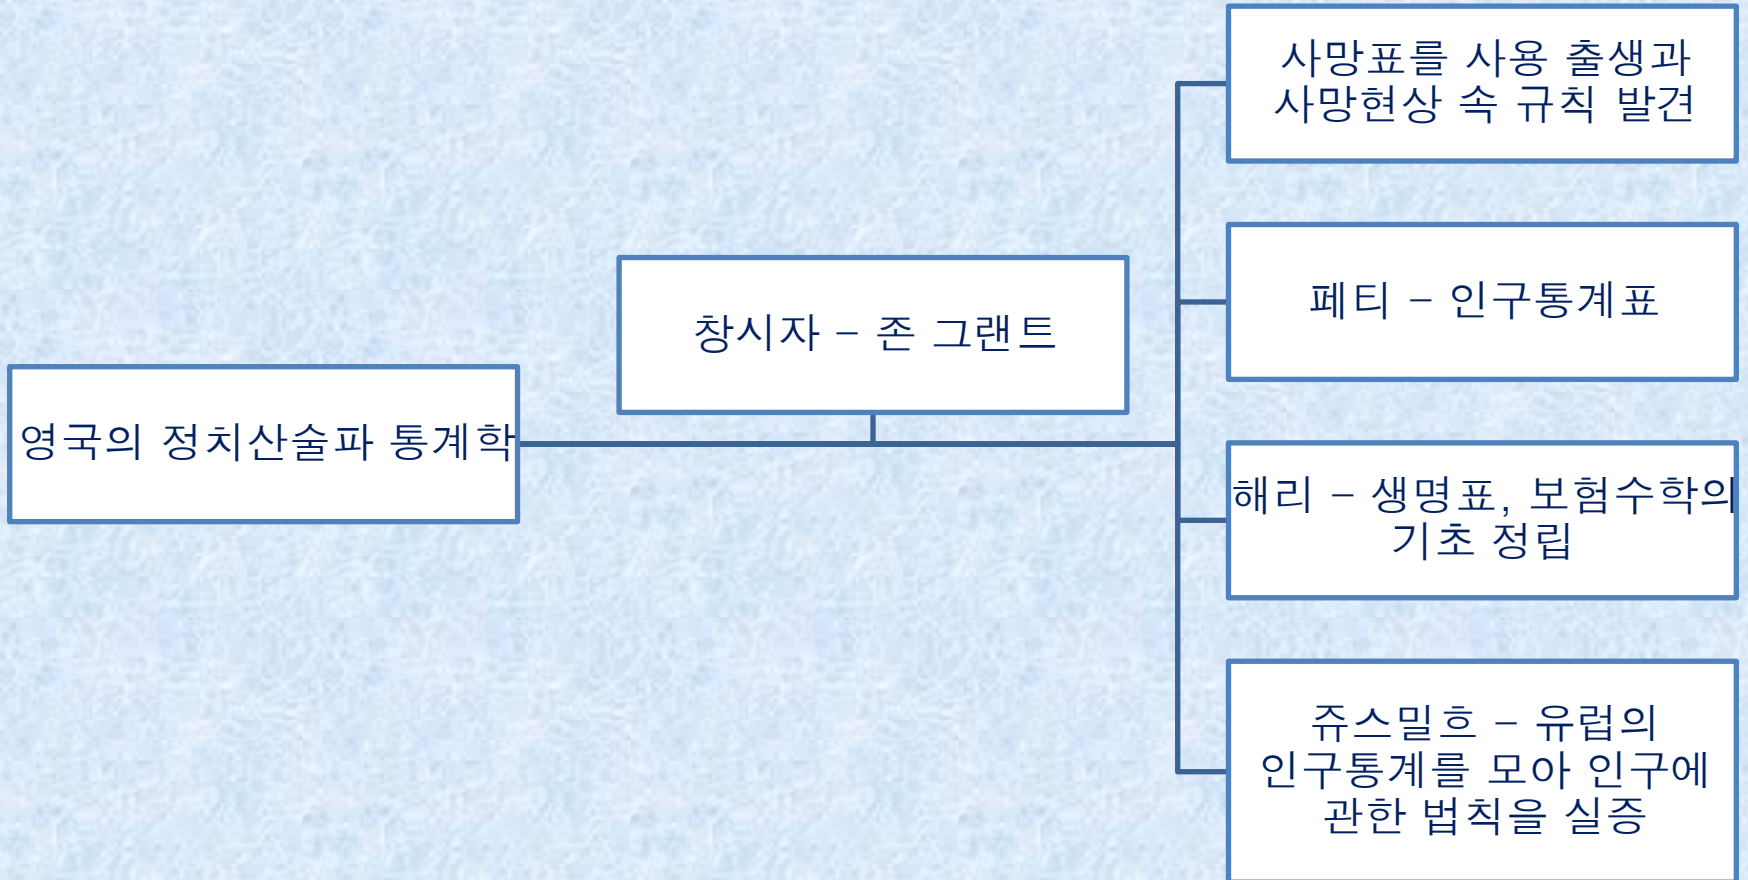 영국의 정치산술파 통계학
창시자 – 존 그랜트
사망표를 사용 출생과
사망현상 속 규칙 발견
페티 – 인구통계표
해리 – 생명표, 보험수학의
기초 정립
쥬스밀흐 – 유럽의
인구통계를 모아 인구에
관한 법칙을 실증